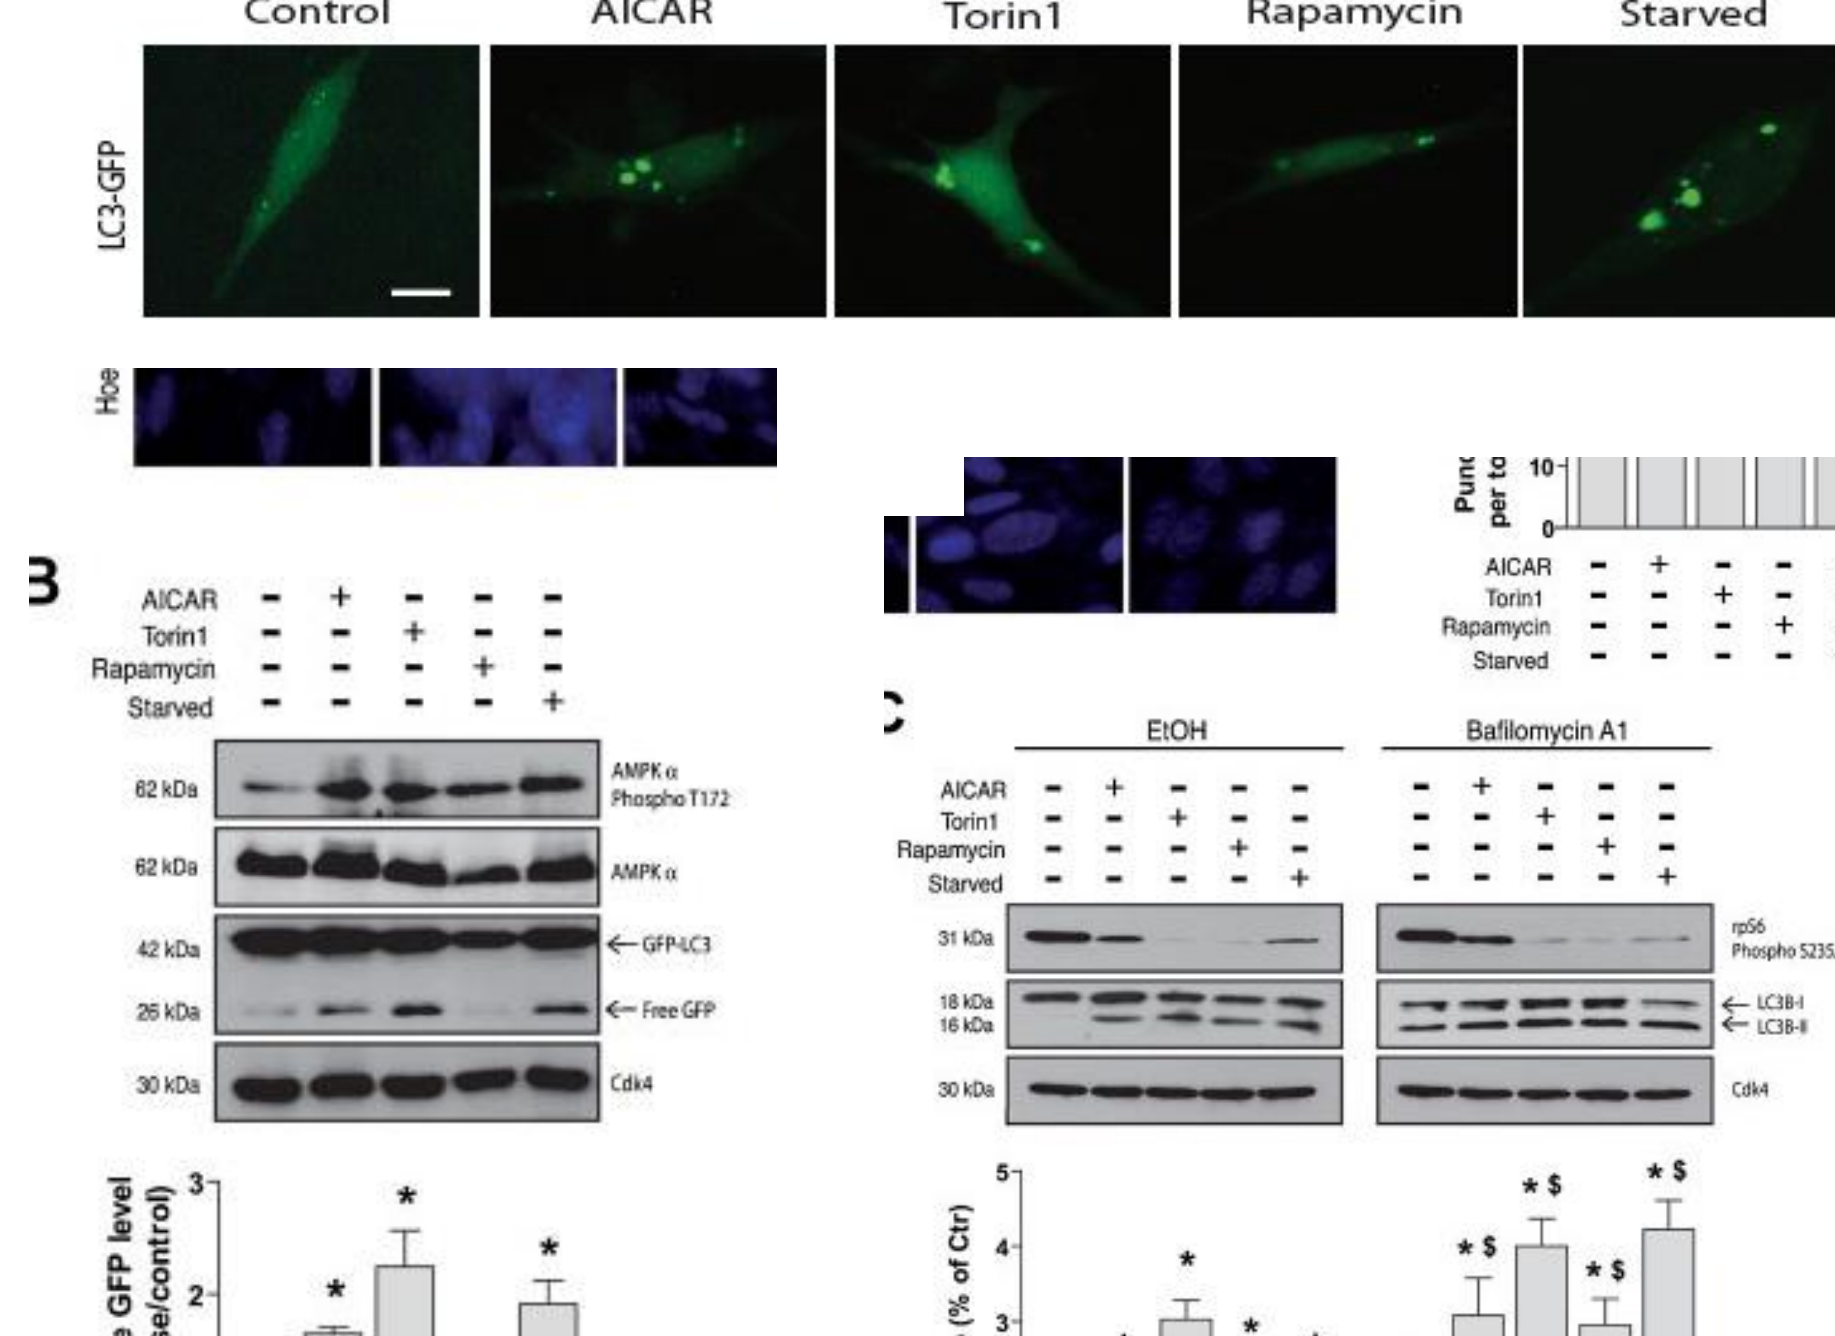 Control AICAR Torin1 Rapamycin Starved
LC3-GFP
Hoe
Punc
per to
10
0
AICAR - + - -
Torin1 - - + -
Rapamycin - - - +
Starved - - - -
B
AICAR - + - - -
Torin1 - - + - -
Rapamycin - - - + -
Starved - - - - +
62 kDa
AMPK α
Phospho T172
62 kDa AMPK α
42 kDa ← GFP-LC3
26 kDa ← Free GFP
30 kDa Cdk4
3
2
e GFP level
se/control)
* * *
C
EtOH Bafilomycin A1
AICAR - + - - - - + - - -
Torin1 - - + - - - - + - -
Rapamycin - - - + - - - - + -
Starved - - - - + - - - - +
31 kDa
rpS6
Phospho S235
18 kDa ← LC3B-I
16 kDa ← LC3B-II
30 kDa Cdk4
5
4
3
(% of Ctr)
* * * $ * $ * $ * $